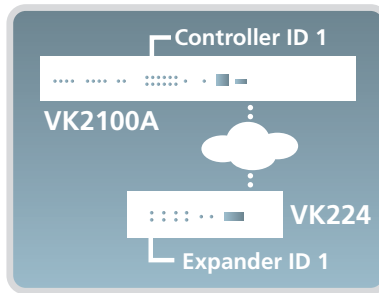 Controller ID 1
VK2100A
VK224
Expander ID 1